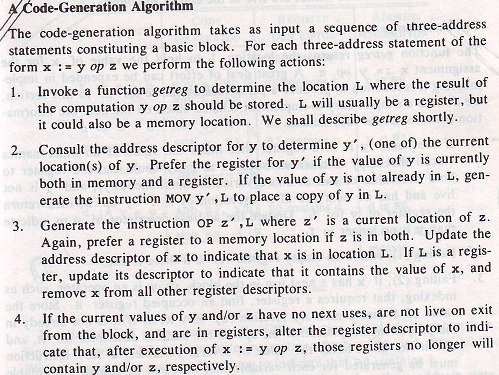 A Code-Generation Algorithm
The code-generation algorithm takes as input a sequence of three-address
statements constituting a basic block. For each three-address statement of the
form x := y op z we perform the following actions:
1. Invoke a function getreg to determine the location L where the result of
the computation y op z should be stored. L will usually be a register, but
it could also be a memory location. We shall describe getreg shortly.
2. Consult the address descriptor for y to determine y′, (one of) the current
location(s) of y. Prefer the register for y′ if the value of y is currently
both in memory and a register. If the value of y is not already in L, gen-
erate the instruction MOV y′,L to place a copy of y in L.
3. Generate the instruction OP z′,L where z′ is a current location of z.
Again, prefer a register to a memory location if z is in both. Update the
address descriptor of x to indicate that x is in location L. If L is a regis-
ter, update its descriptor to indicate that it contains the value of x, and
remove x from all other register descriptors.
4. If the current values of y and/or z have no next uses, are not live on exit
from the block, and are in registers, alter the register descriptor to indi-
cate that, after execution of x := y op z, those registers no longer will
contain y and/or z, respectively.